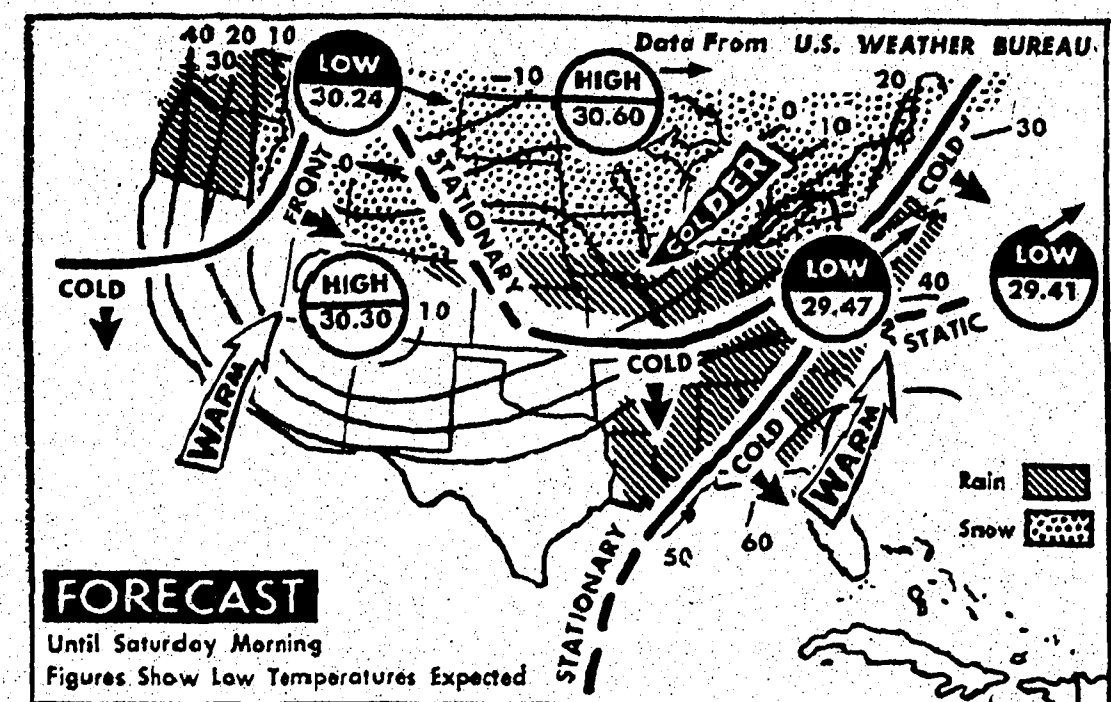 Data From U.S. WEATHER BUREAU
40 20 10
30
LOW
30.24
-10
HIGH
30.60
20
0
10
30
COLD
FRONT
0
STATIONARY
COLDER
COLD
LOW
29.47
LOW
29.41
40
STATIC
HIGH
30.30
10
WARM
COLD
COLD
WARM
50
60
STATIONARY
Rain
Snow
FORECAST
Until Saturday Morning
Figures Show Low Temperatures Expected